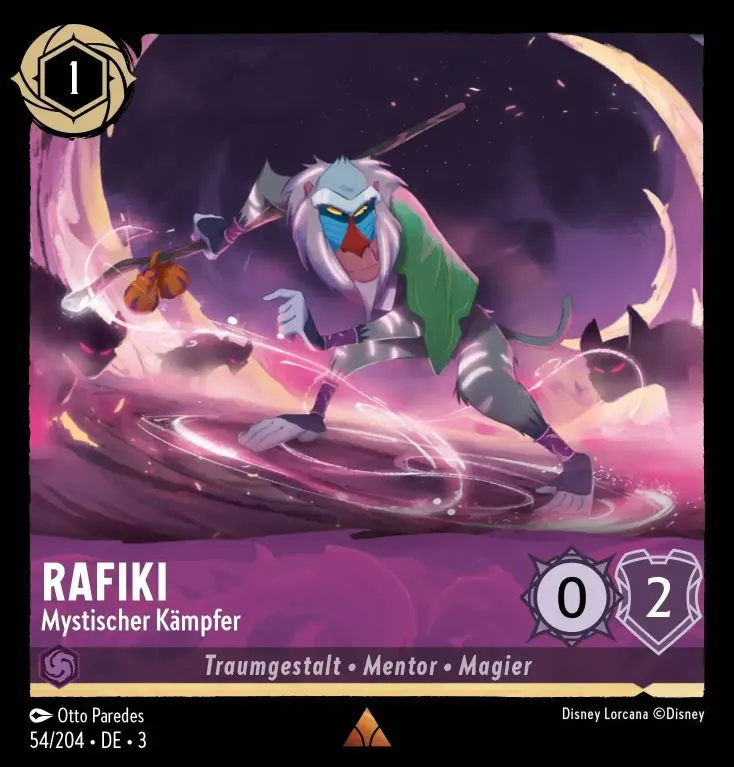 1
RAFIKI
Mystischer Kämpfer
0 2
Traumgestalt • Mentor • Magier
Otto Paredes
Disney Lorcana ©Disney
54/204 • DE • 3